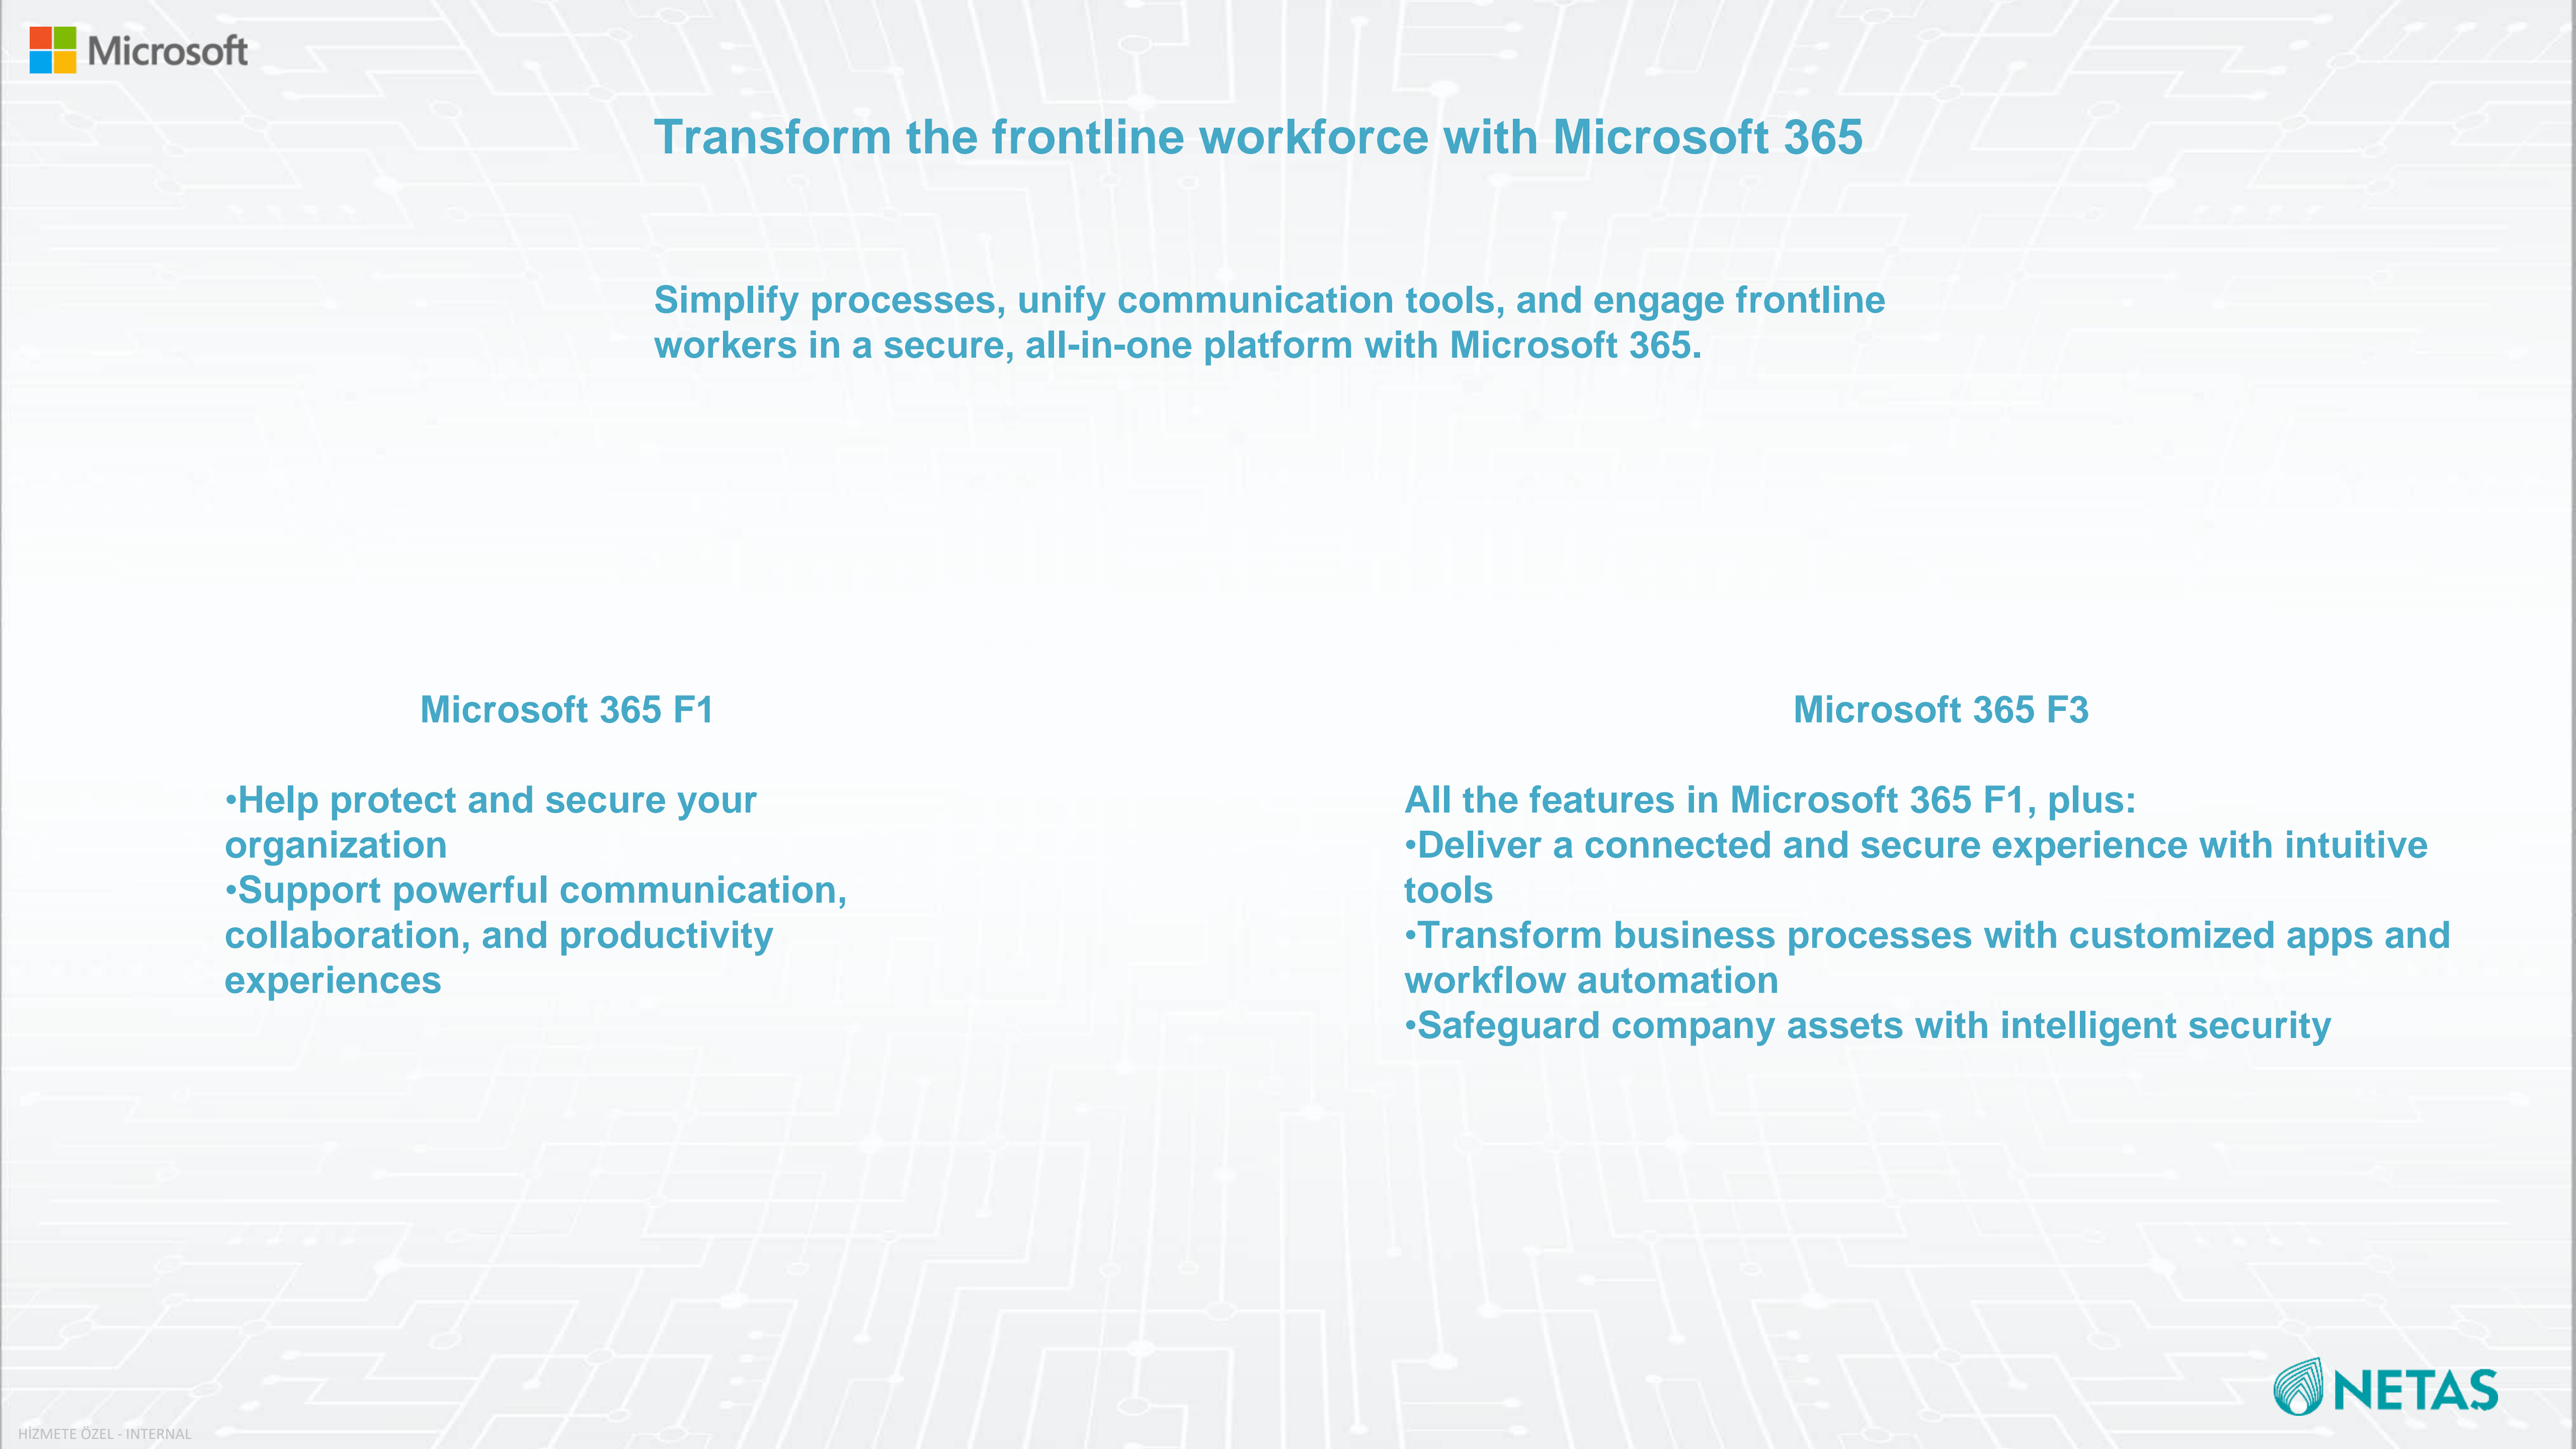 Microsoft
Transform the frontline workforce with Microsoft 365
Simplify processes, unify communication tools, and engage frontline
workers in a secure, all-in-one platform with Microsoft 365.
Microsoft 365 F1
•Help protect and secure your
organization
•Support powerful communication,
collaboration, and productivity
experiences
Microsoft 365 F3
All the features in Microsoft 365 F1, plus:
•Deliver a connected and secure experience with intuitive
tools
•Transform business processes with customized apps and
workflow automation
•Safeguard company assets with intelligent security
NETAS
HİZMETE ÖZEL - INTERNAL